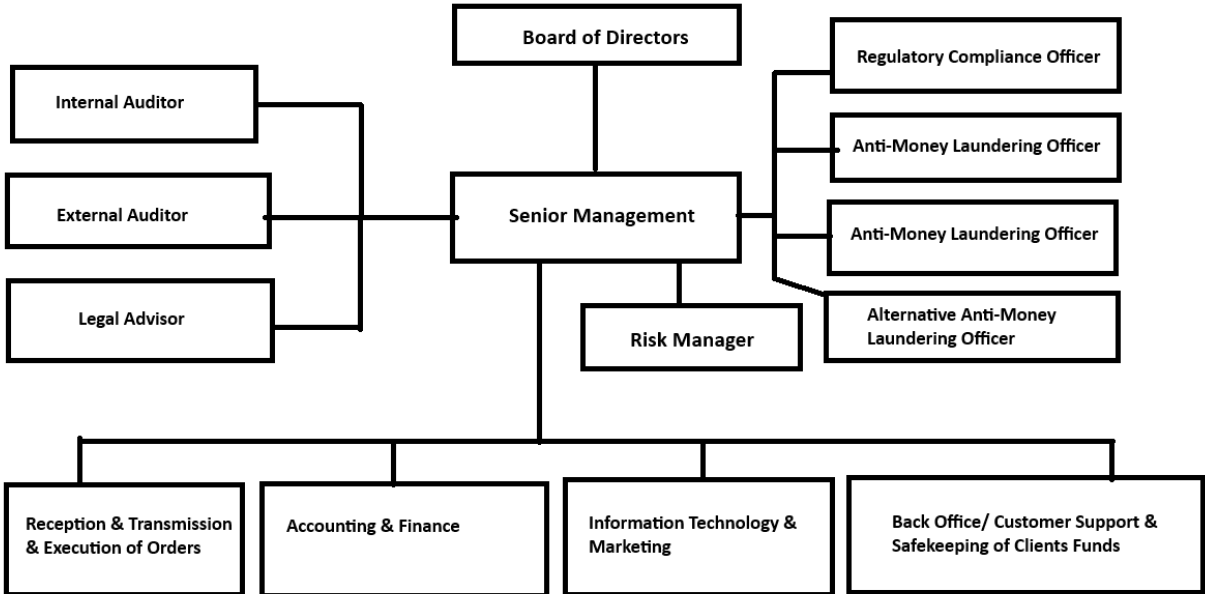 Board of Directors
Regulatory Compliance Officer
Internal Auditor
Anti-Money Laundering Officer
External Auditor
Senior Management
Anti-Money Laundering Officer
Legal Advisor
Risk Manager
Alternative Anti-Money
Laundering Officer
Reception & Transmission
& Execution of Orders
Accounting & Finance
Information Technology &
Marketing
Back Office/ Customer Support &
Safekeeping of Clients Funds